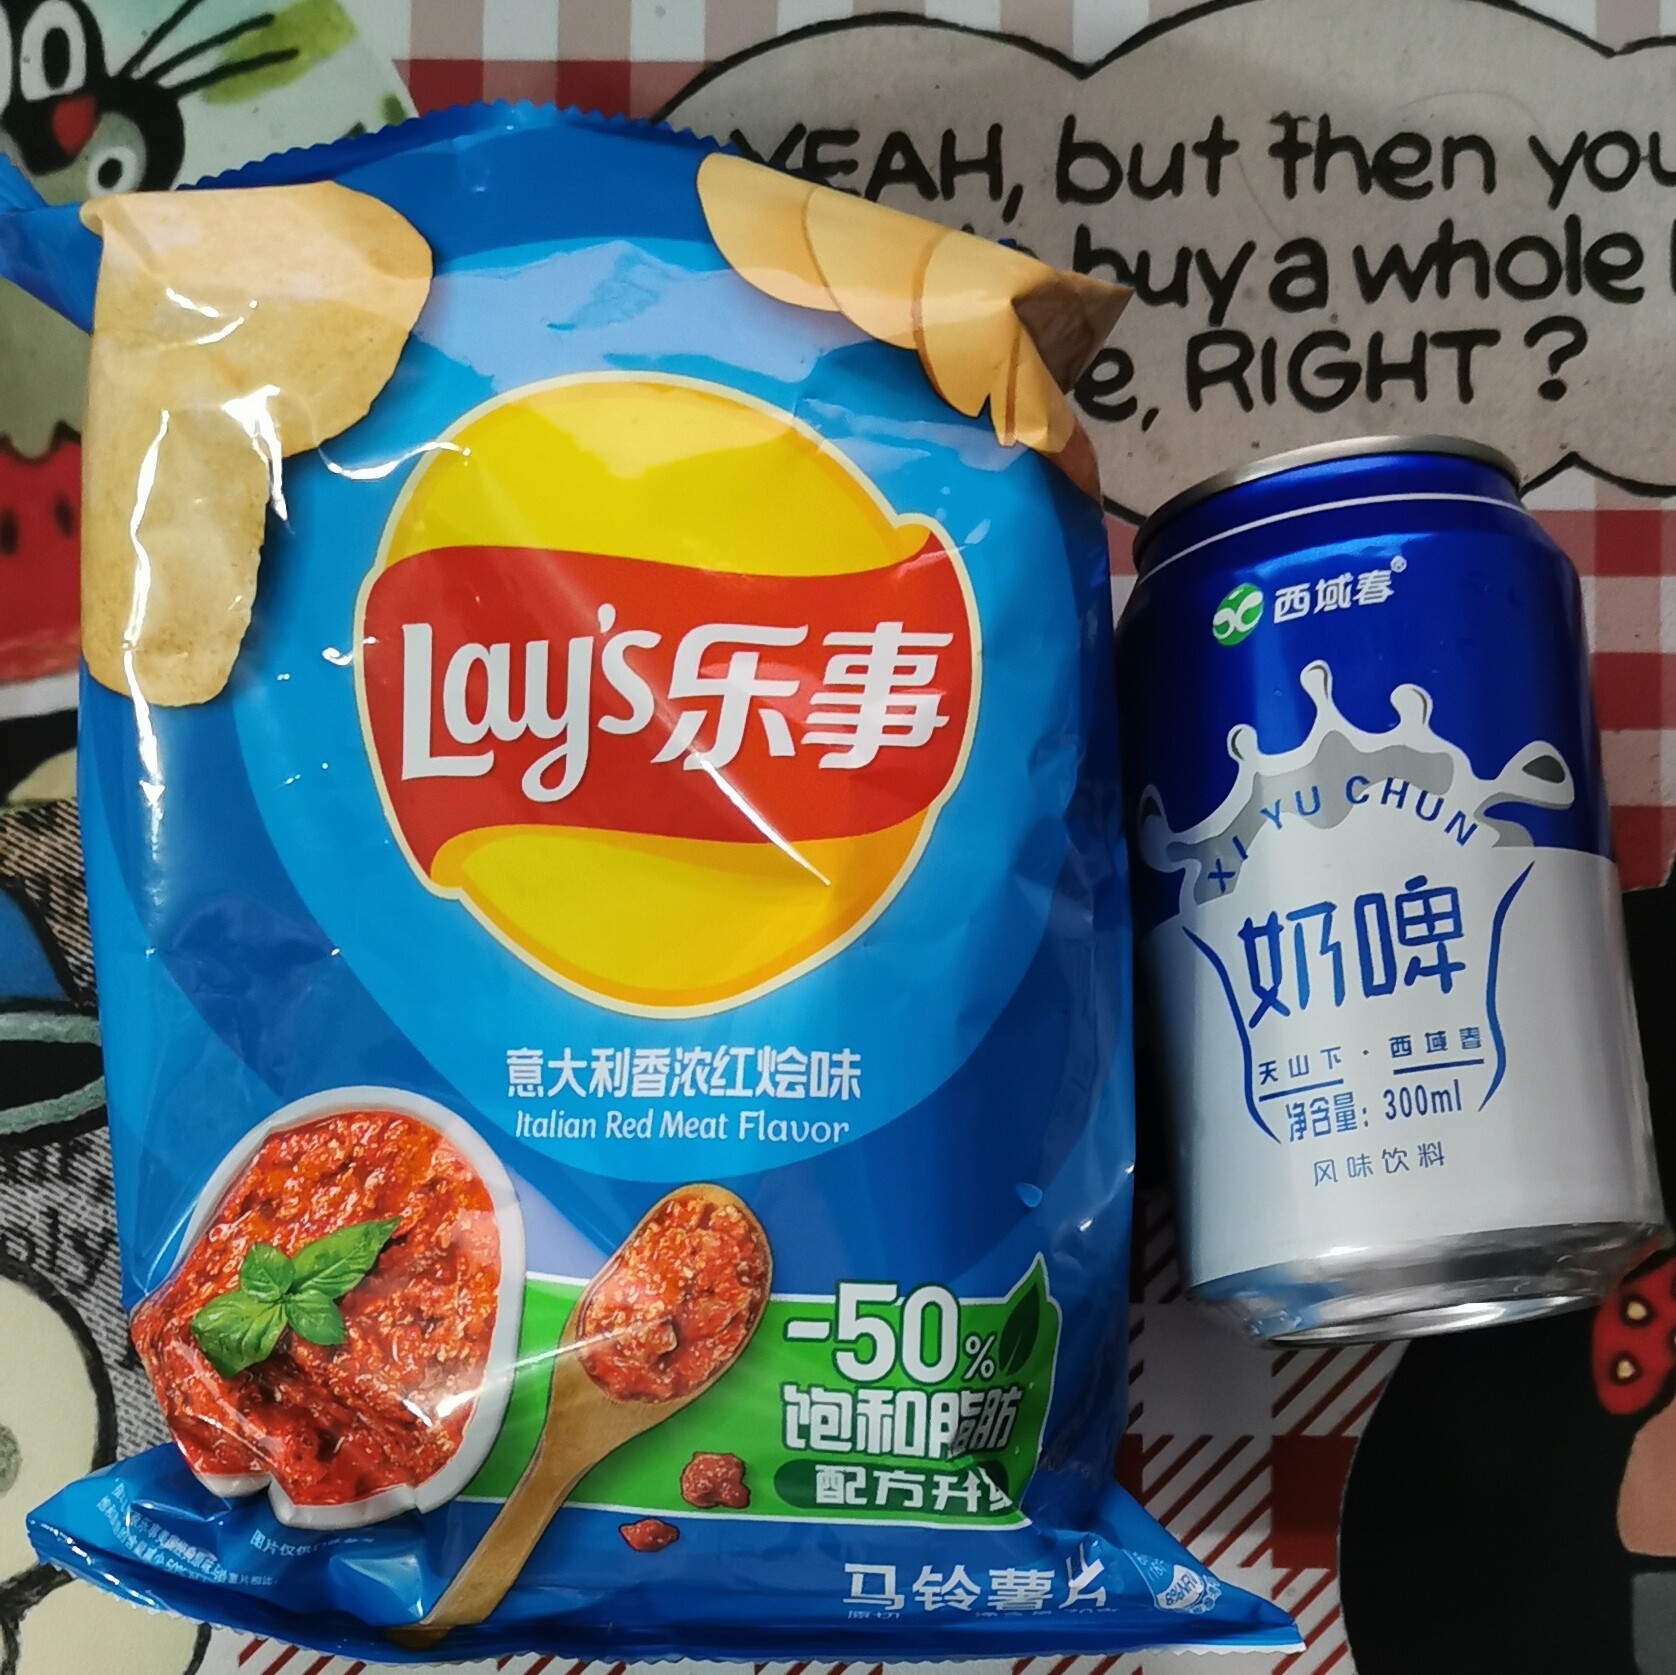 YEAH, but then you
buy a whole
e, RIGHT?
Lay's乐事
意大利香浓红烩味
Italian Red Meat Flavor
-50%
饱和脂肪
配方升级
马铃薯片
原切
西域春®
XI YU CHUN
奶啤
天山下·西域春
净含量: 300ml
风味饮料